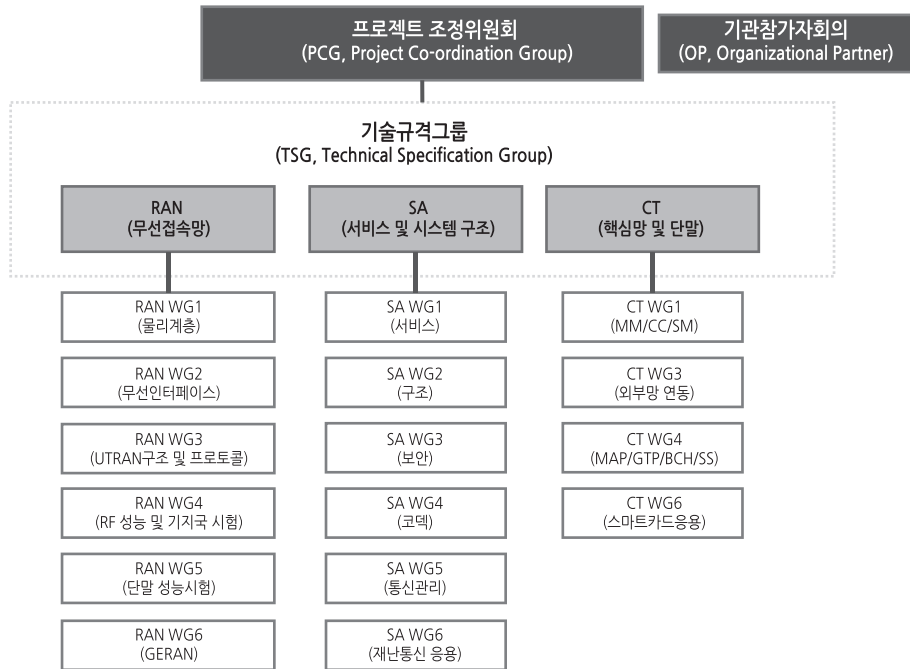 프로젝트 조정위원회
(PCG, Project Co-ordination Group)
기관참가자회의
(OP, Organizational Partner)
기술규격그룹
(TSG, Technical Specification Group)
RAN
(무선접속망)
SA
(서비스 및 시스템 구조)
CT
(핵심망 및 단말)
RAN WG1
(물리계층)
RAN WG2
(무선인터페이스)
RAN WG3
(UTRAN구조 및 프로토콜)
RAN WG4
(RF 성능 및 기지국 시험)
RAN WG5
(단말 성능시험)
RAN WG6
(GERAN)
SA WG1
(서비스)
SA WG2
(구조)
SA WG3
(보안)
SA WG4
(코덱)
SA WG5
(통신관리)
SA WG6
(재난통신 응용)
CT WG1
(MM/CC/SM)
CT WG3
(외부망 연동)
CT WG4
(MAP/GTP/BCH/SS)
CT WG6
(스마트카드응용)